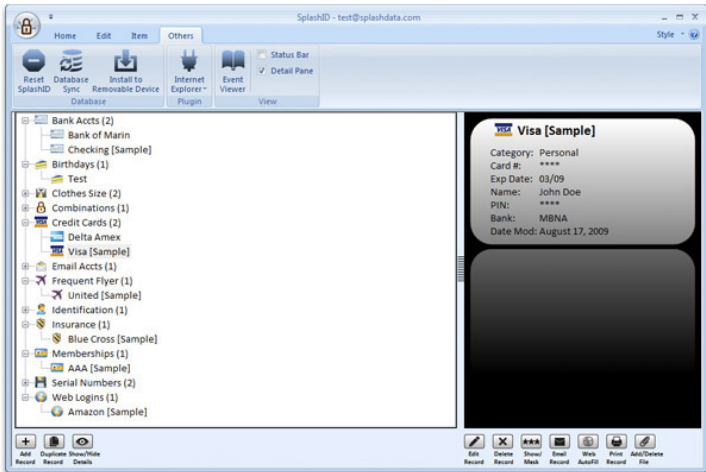 SplashID - test@splashdata.com
Home Edit Item Others Style
Reset SplashID
Database Sync
Install to Removable Device
Internet Explorer
Event Viewer
Status Bar
Detail Pane
Database Plugin View
Bank Accts (2)
Bank of Marin
Checking [Sample]
Birthdays (1)
Test
Clothes Size (2)
Combinations (1)
Credit Cards (2)
Delta Amex
Visa [Sample]
Email Accts (1)
Frequent Flyer (1)
United [Sample]
Identification (1)
Insurance (1)
Blue Cross [Sample]
Memberships (1)
AAA [Sample]
Serial Numbers (2)
Web Logins (1)
Amazon [Sample]
VISA Visa [Sample]
Category: Personal
Card #: ****
Exp Date: 03/09
Name: John Doe
PIN: ****
Bank: MBNA
Date Mod: August 17, 2009
Add Record
Duplicate Record
Show/Hide Details
Edit Record
Delete Record
Show/Mask
Email Record
Web AutoFill
Print Record
Add/Delete File